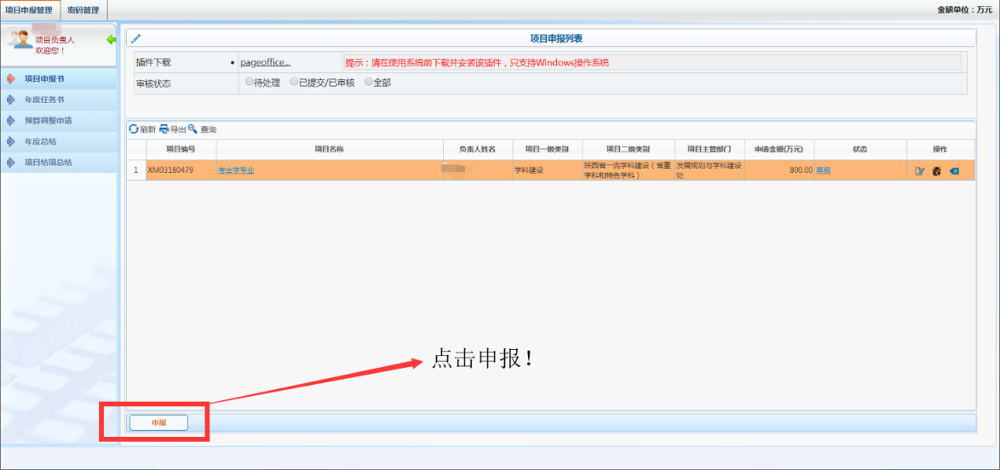 项目申报管理 密码管理
金额单位：万元
项目负责人
欢迎您！
项目申报书
年度任务书
预算调整申请
年度总结
项目结项总结
项目申报列表
插件下载 • pageoffice... 提示：请在使用系统前下载并安装该插件，只支持Windows操作系统
审核状态 待处理 已提交/已审核 全部
刷新 导出 查询
项目编号 项目名称 负责人姓名 项目一级类别 项目二级类别 项目主管部门 申请金额(万元) 状态 操作
1 XM03180479 考古学专业 学科建设 陕西省一流学科建设（省重 发展规划与学科建设 800.00 草稿
学科和特色学科） 处
点击申报！
申报